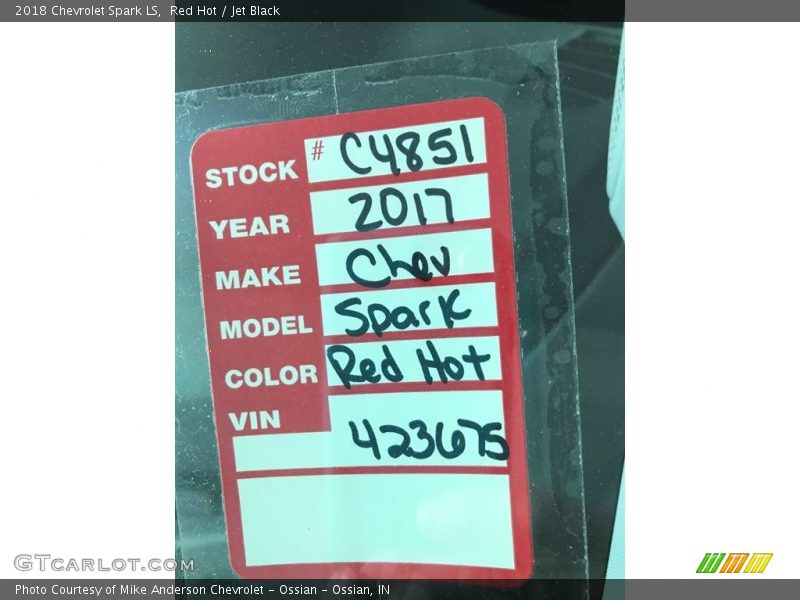 2018 Chevrolet Spark LS, Red Hot / Jet Black
STOCK # C4851
YEAR 2017
MAKE Chev
MODEL Spark
COLOR Red Hot
VIN 423675
GTCARLOT.COM
Photo Courtesy of Mike Anderson Chevrolet - Ossian - Ossian, IN